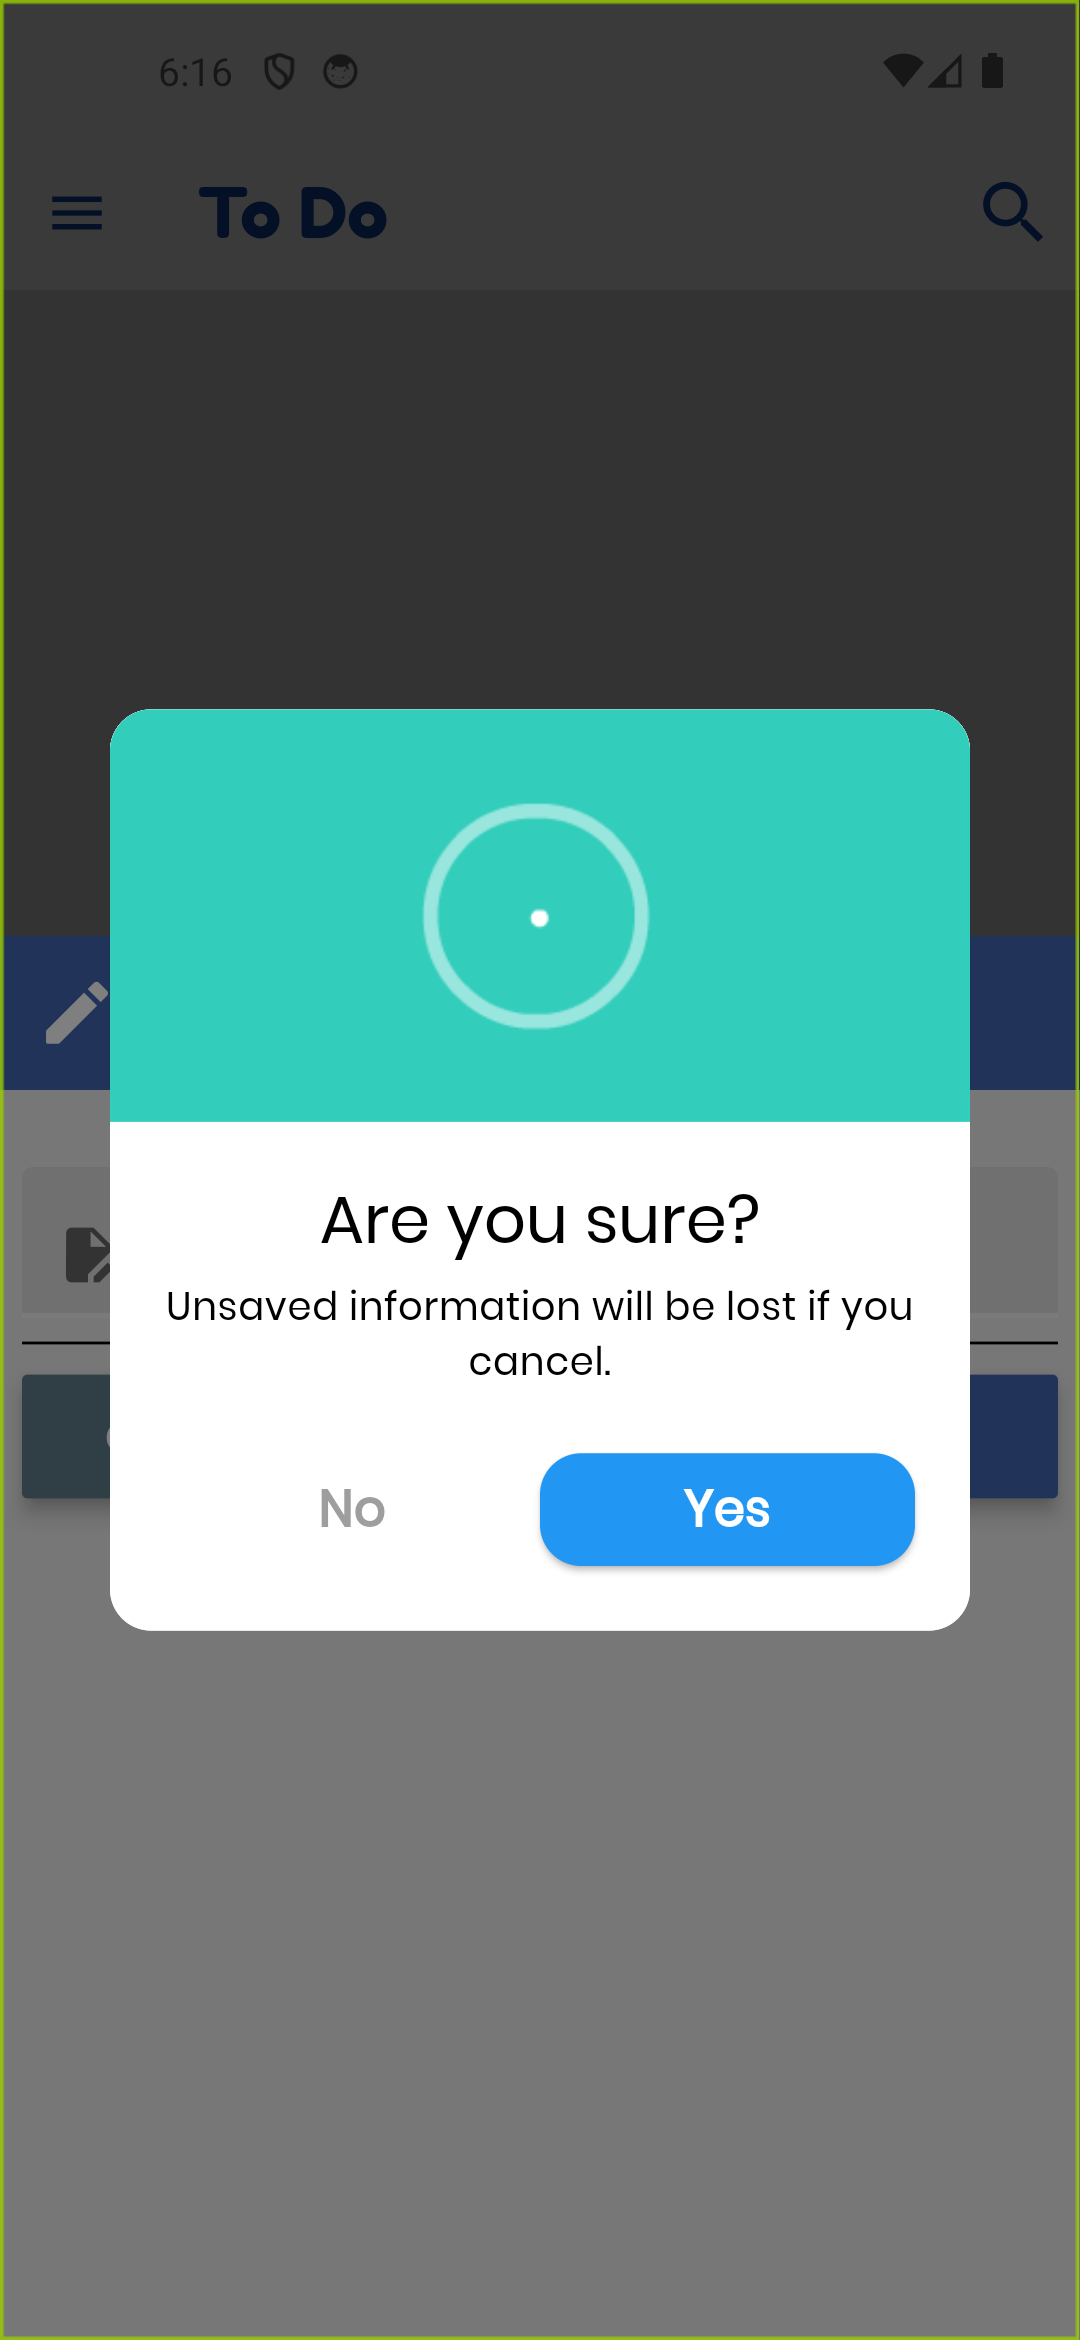 6:16
To Do
Are you sure?
Unsaved information will be lost if you
cancel.
No
Yes